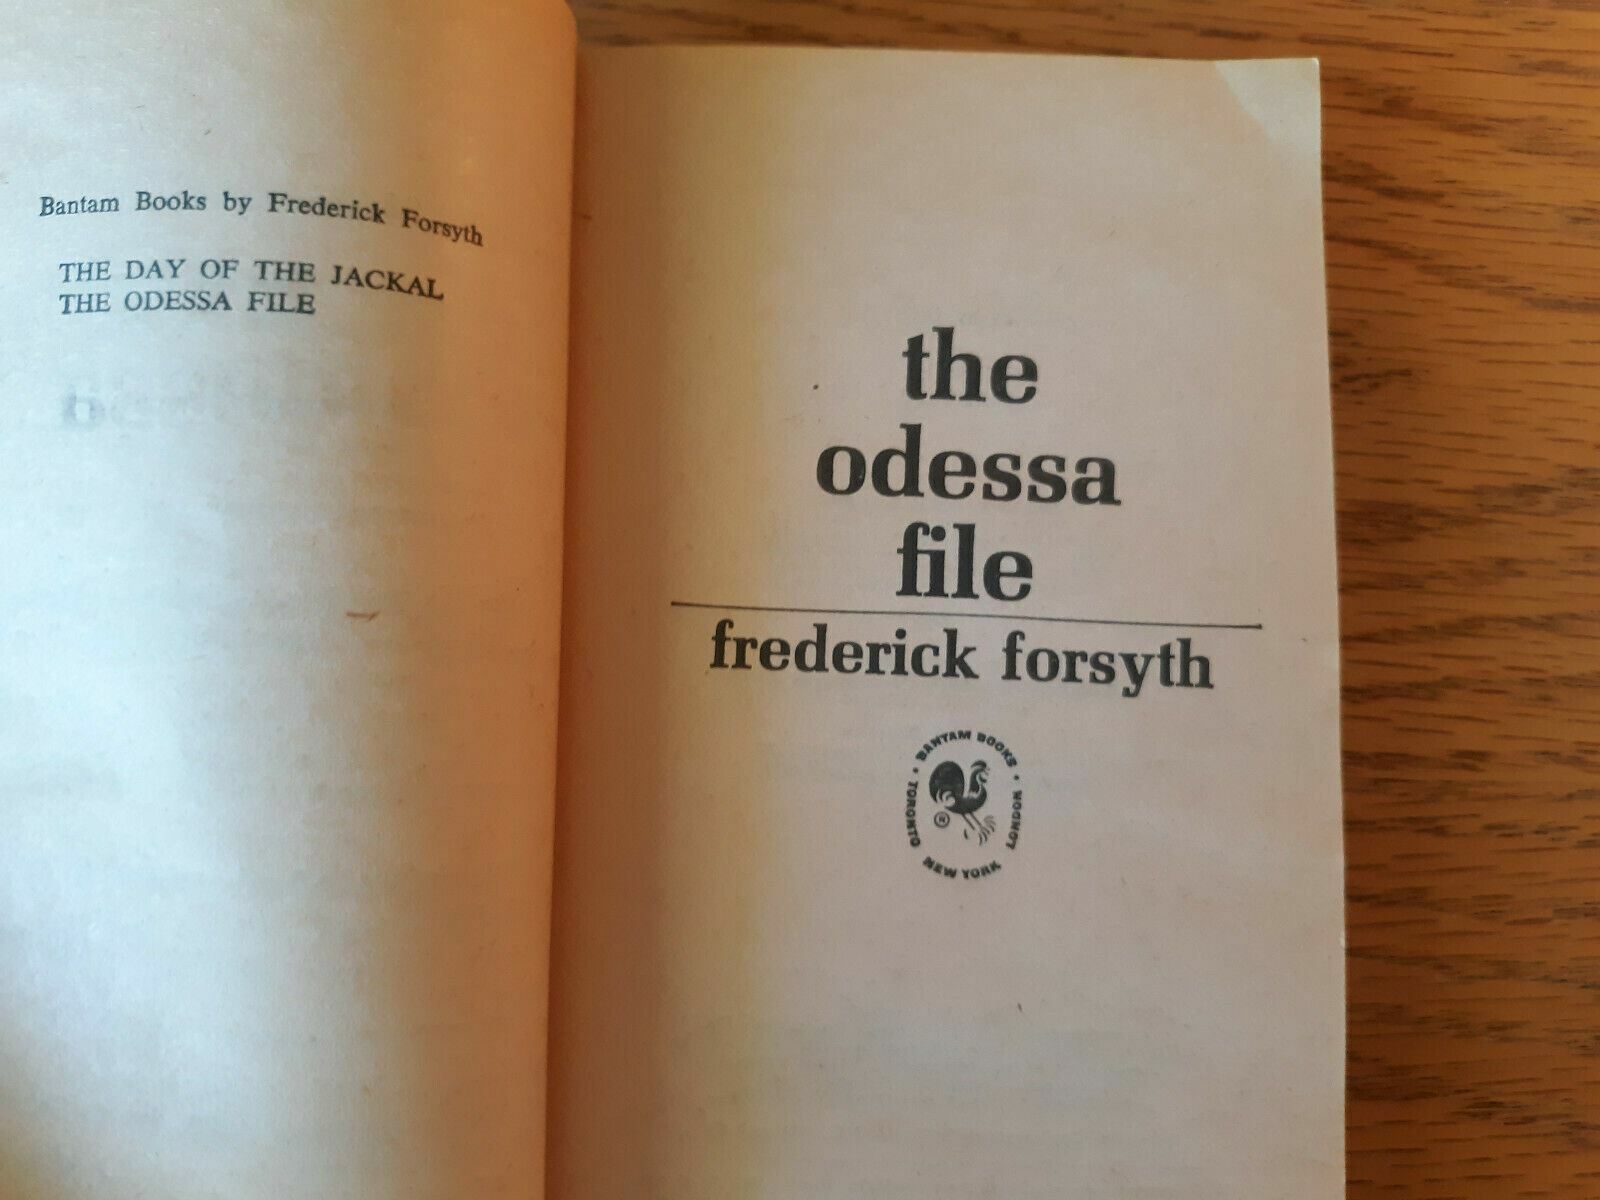 Bantam Books by Frederick Forsyth
THE DAY OF THE JACKAL
THE ODESSA FILE
the
odessa
file
frederick forsyth
BANTAM BOOKS
TORONTO • NEW YORK • LONDON
®